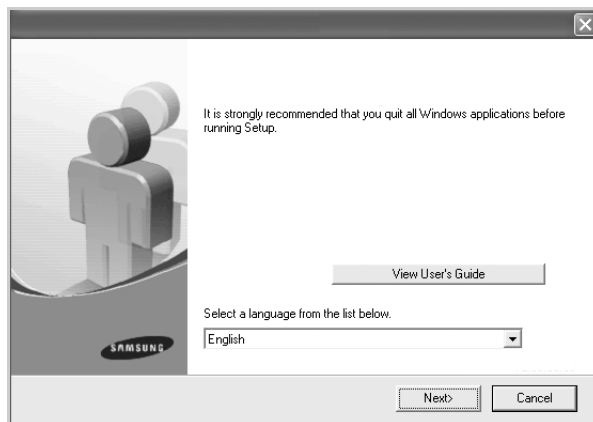 It is strongly recommended that you quit all Windows applications before
running Setup.
View User's Guide
Select a language from the list below.
English
SAMSUNG
Next>
Cancel